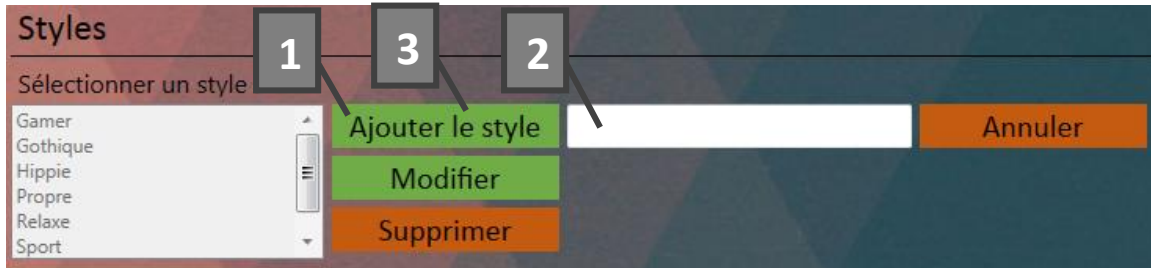 Styles
1
3
2
Sélectionner un style
Gamer
Gothique
Hippie
Propre
Relaxe
Sport
Ajouter le style
Annuler
Modifier
Supprimer